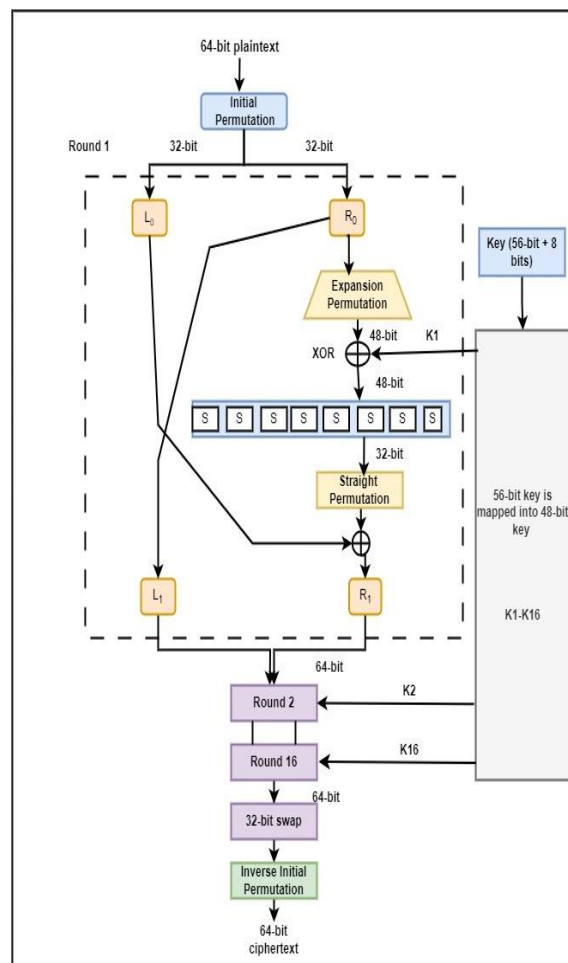 64-bit plaintext
Initial
Permutation
Round 1
32-bit
32-bit
L0
R0
Key (56-bit + 8
bits)
Expansion
Permutation
48-bit
K1
XOR
48-bit
S S S S S S S S
32-bit
Straight
Permutation
56-bit key is
mapped into 48-bit
key
L1
R1
K1-K16
64-bit
Round 2
K2
Round 16
K16
64-bit
32-bit swap
Inverse Initial
Permutation
64-bit
ciphertext